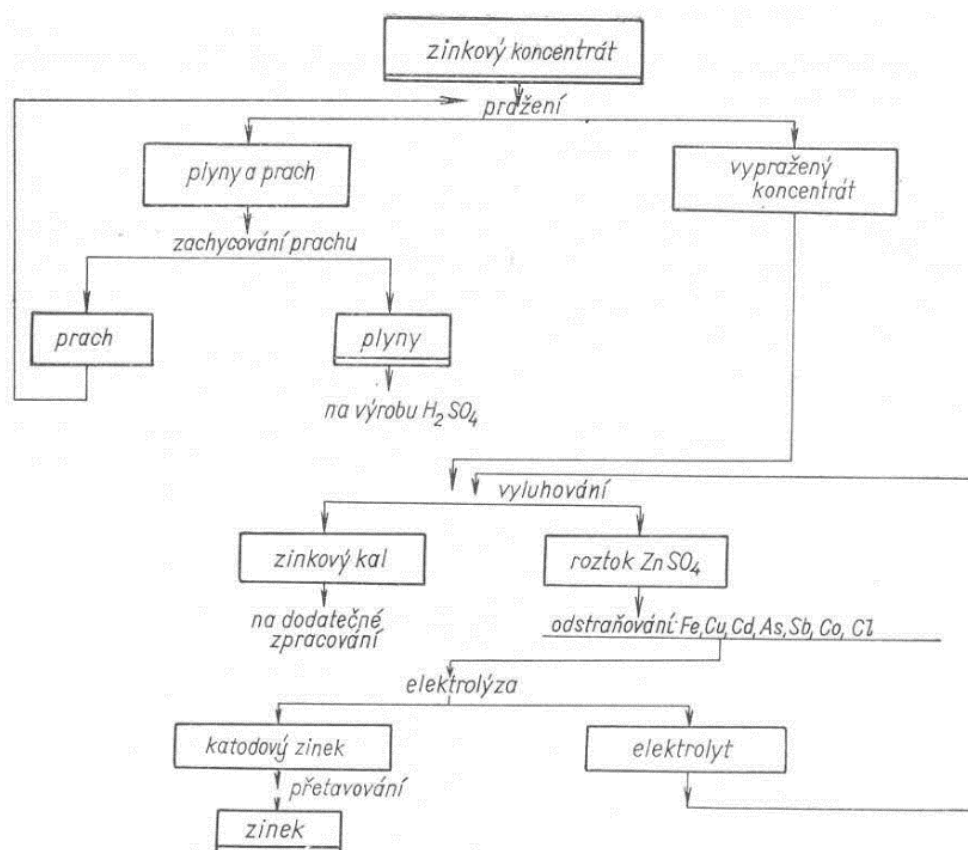 zinkový koncentrát
pražení
plyny a prach
vypražený
koncentrát
zachycování prachu
prach
plyny
na výrobu H₂SO₄
vyluhování
zinkový kal
roztok ZnSO₄
na dodatečné
zpracování
odstraňování Fe, Cu, Cd, As, Sb, Co, Cl
elektrolýza
katodový zinek
elektrolyt
přetavování
zinek